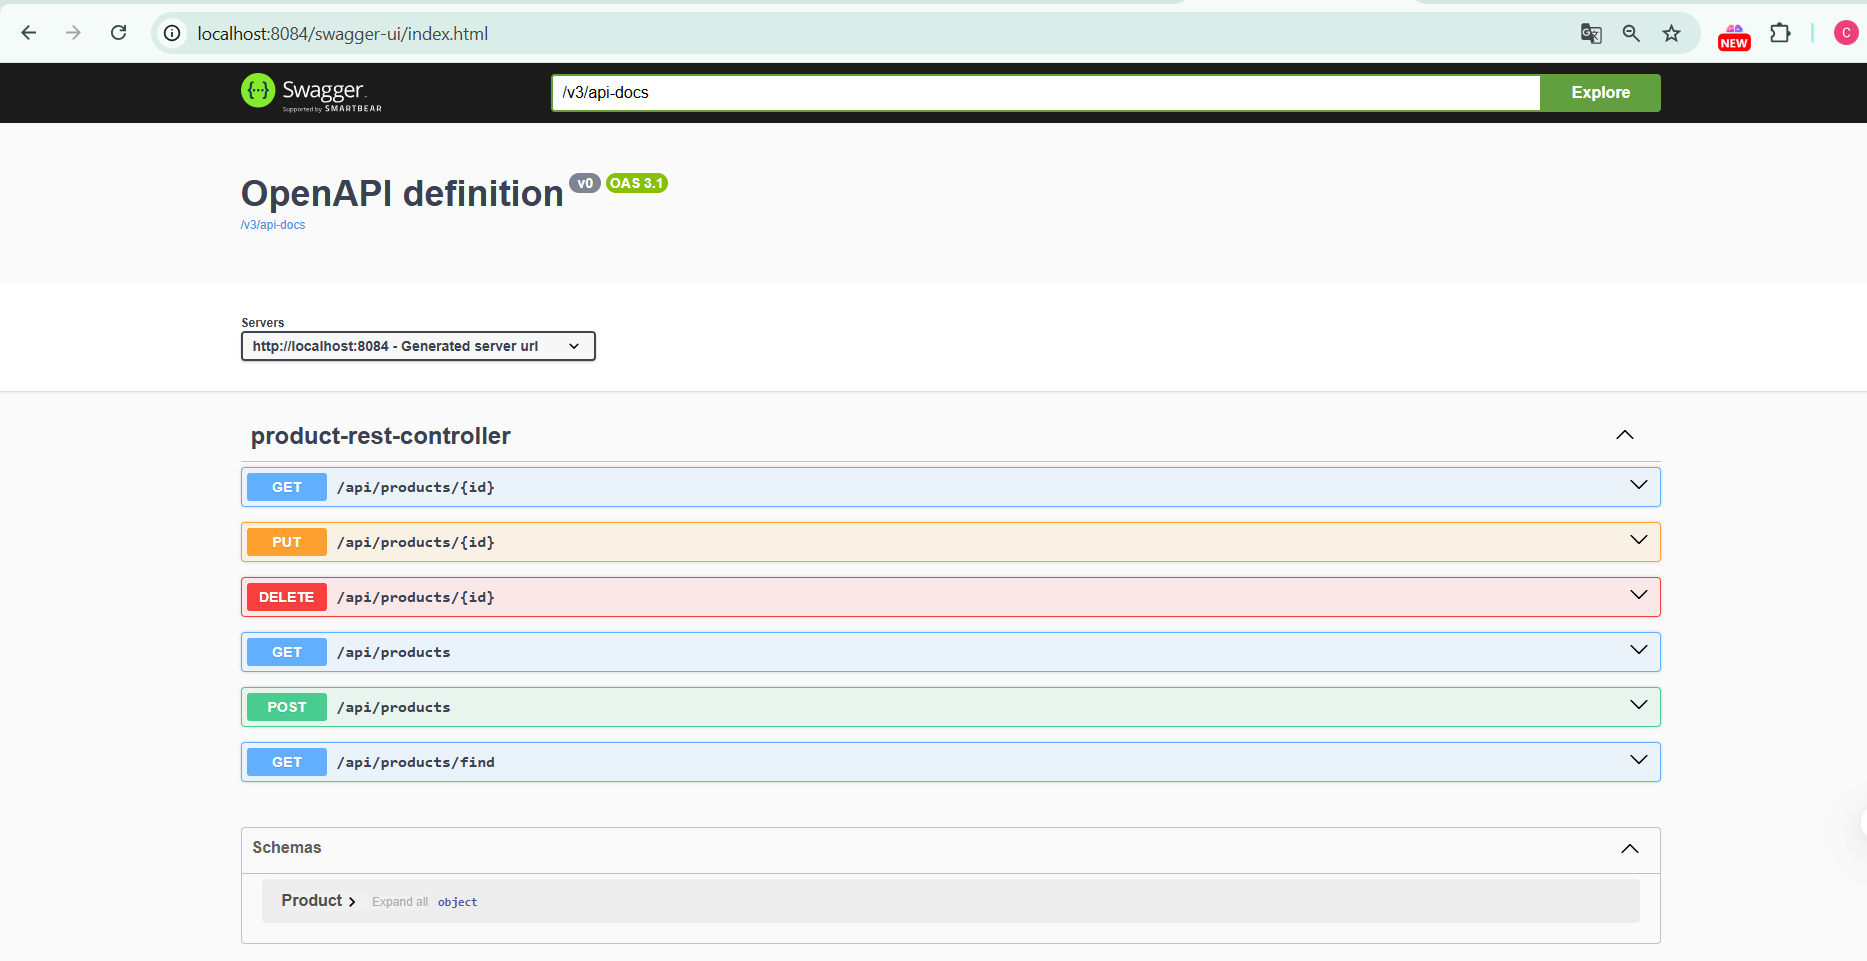 localhost:8084/swagger-ui/index.html
NEW
C
Swagger
Supported by SMARTBEAR
/v3/api-docs
Explore
OpenAPI definition v0 OAS 3.1
/v3/api-docs
Servers
http://localhost:8084 - Generated server url
product-rest-controller
GET /api/products/{id}
PUT /api/products/{id}
DELETE /api/products/{id}
GET /api/products
POST /api/products
GET /api/products/find
Schemas
Product Expand all object